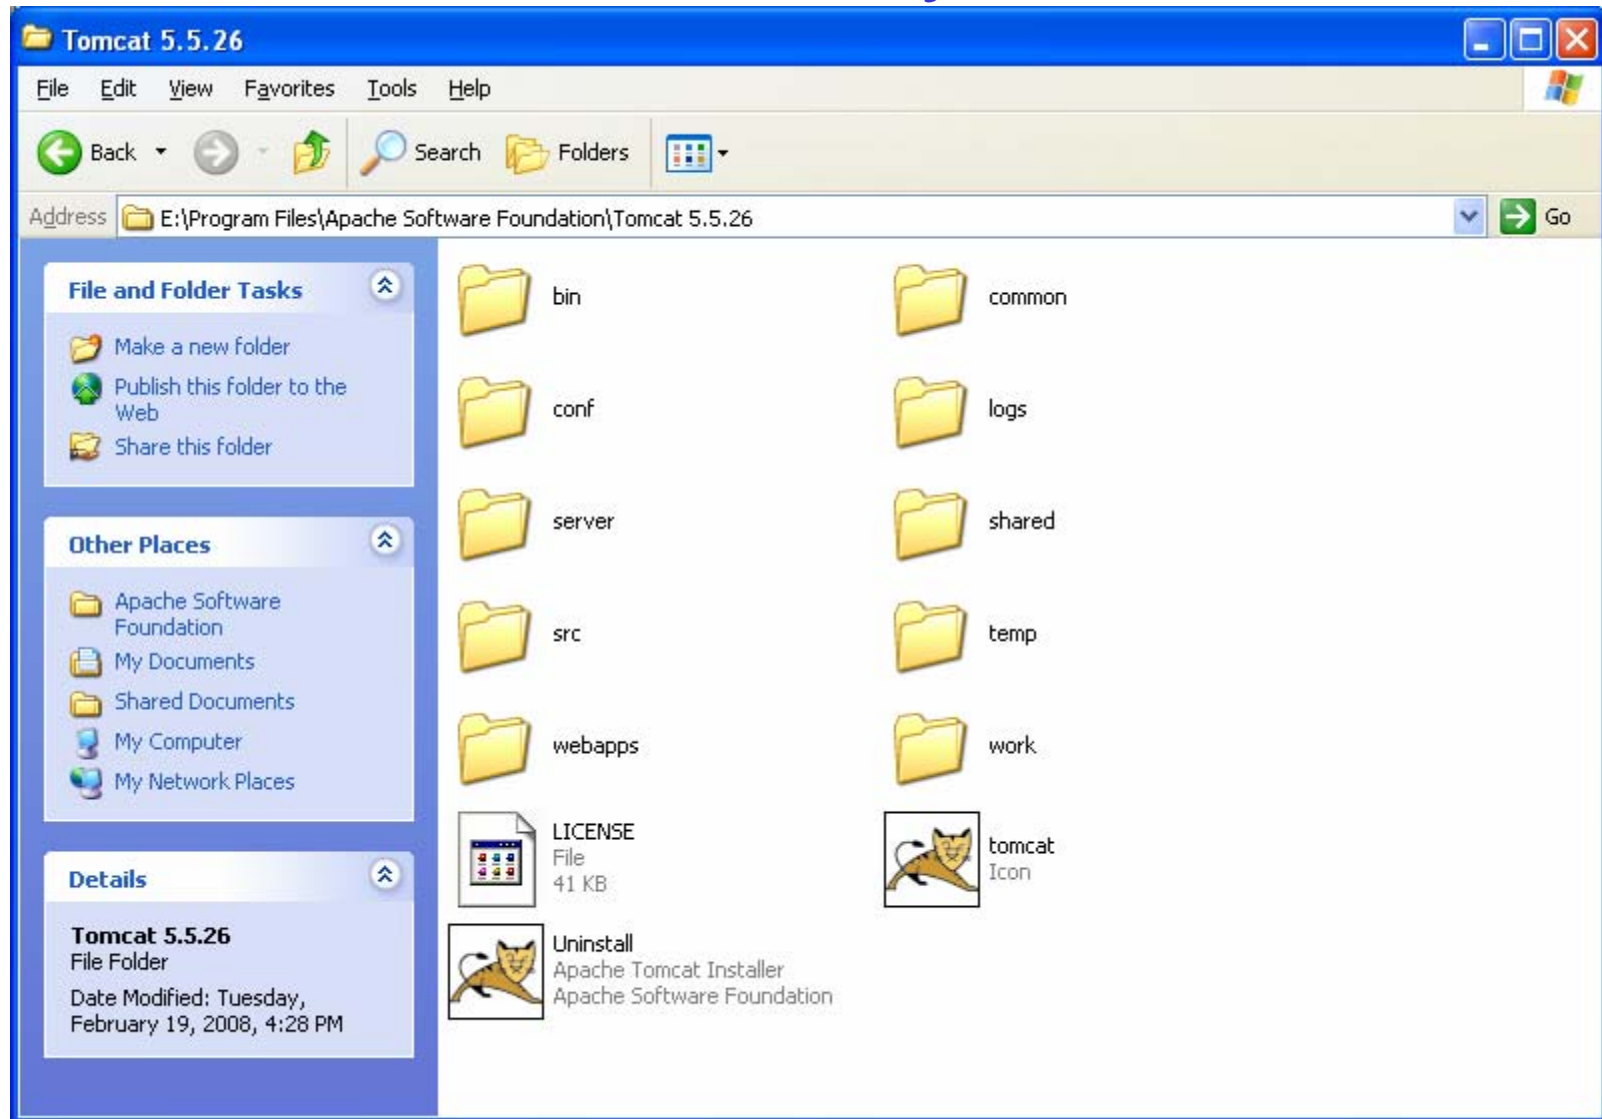 Tomcat 5.5.26
File Edit View Favorites Tools Help
Back Search Folders
Address E:\Program Files\Apache Software Foundation\Tomcat 5.5.26 Go
File and Folder Tasks
Make a new folder
Publish this folder to the
Web
Share this folder
Other Places
Apache Software
Foundation
My Documents
Shared Documents
My Computer
My Network Places
Details
Tomcat 5.5.26
File Folder
Date Modified: Tuesday,
February 19, 2008, 4:28 PM
bin common
conf logs
server shared
src temp
webapps work
LICENSE
File
41 KB
tomcat
Icon
Uninstall
Apache Tomcat Installer
Apache Software Foundation